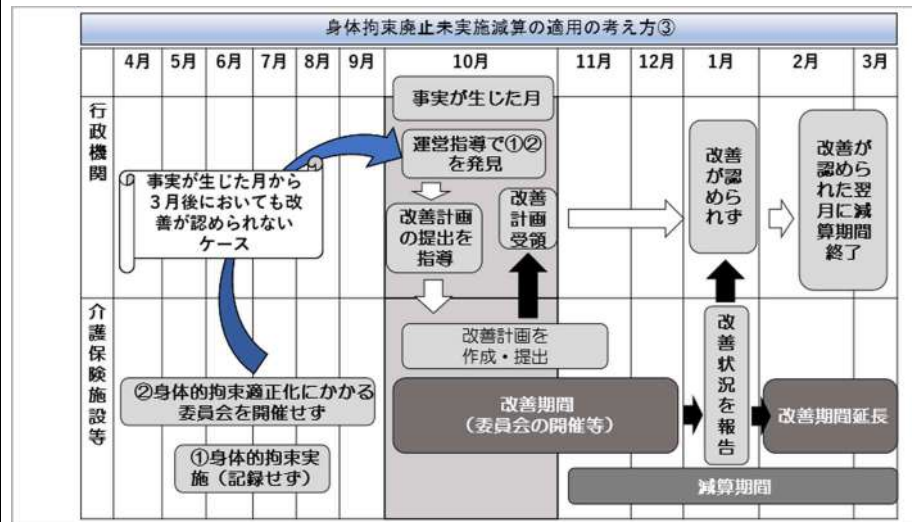 身体拘束廃止未実施減算の適用の考え方③
4月 5月 6月 7月 8月 9月 10月 11月 12月 1月 2月 3月
行政機関
事実が生じた月
運営指導で①②
を発見
事実が生じた月から
3月後においても改
善が認められない
ケース
改善計画
の提出を
指導
改善
計画
受領
改善
が認
めら
れず
改善が
認めら
れた翌
月に減
算期間
終了
介護保険施設等
改善計画を
作成・提出
②身体的拘束適正化にかかる
委員会を開催せず
①身体的拘束実
施（記録せず）
改善期間
（委員会の開催等）
改善状況を報告
改善期間延長
減算期間